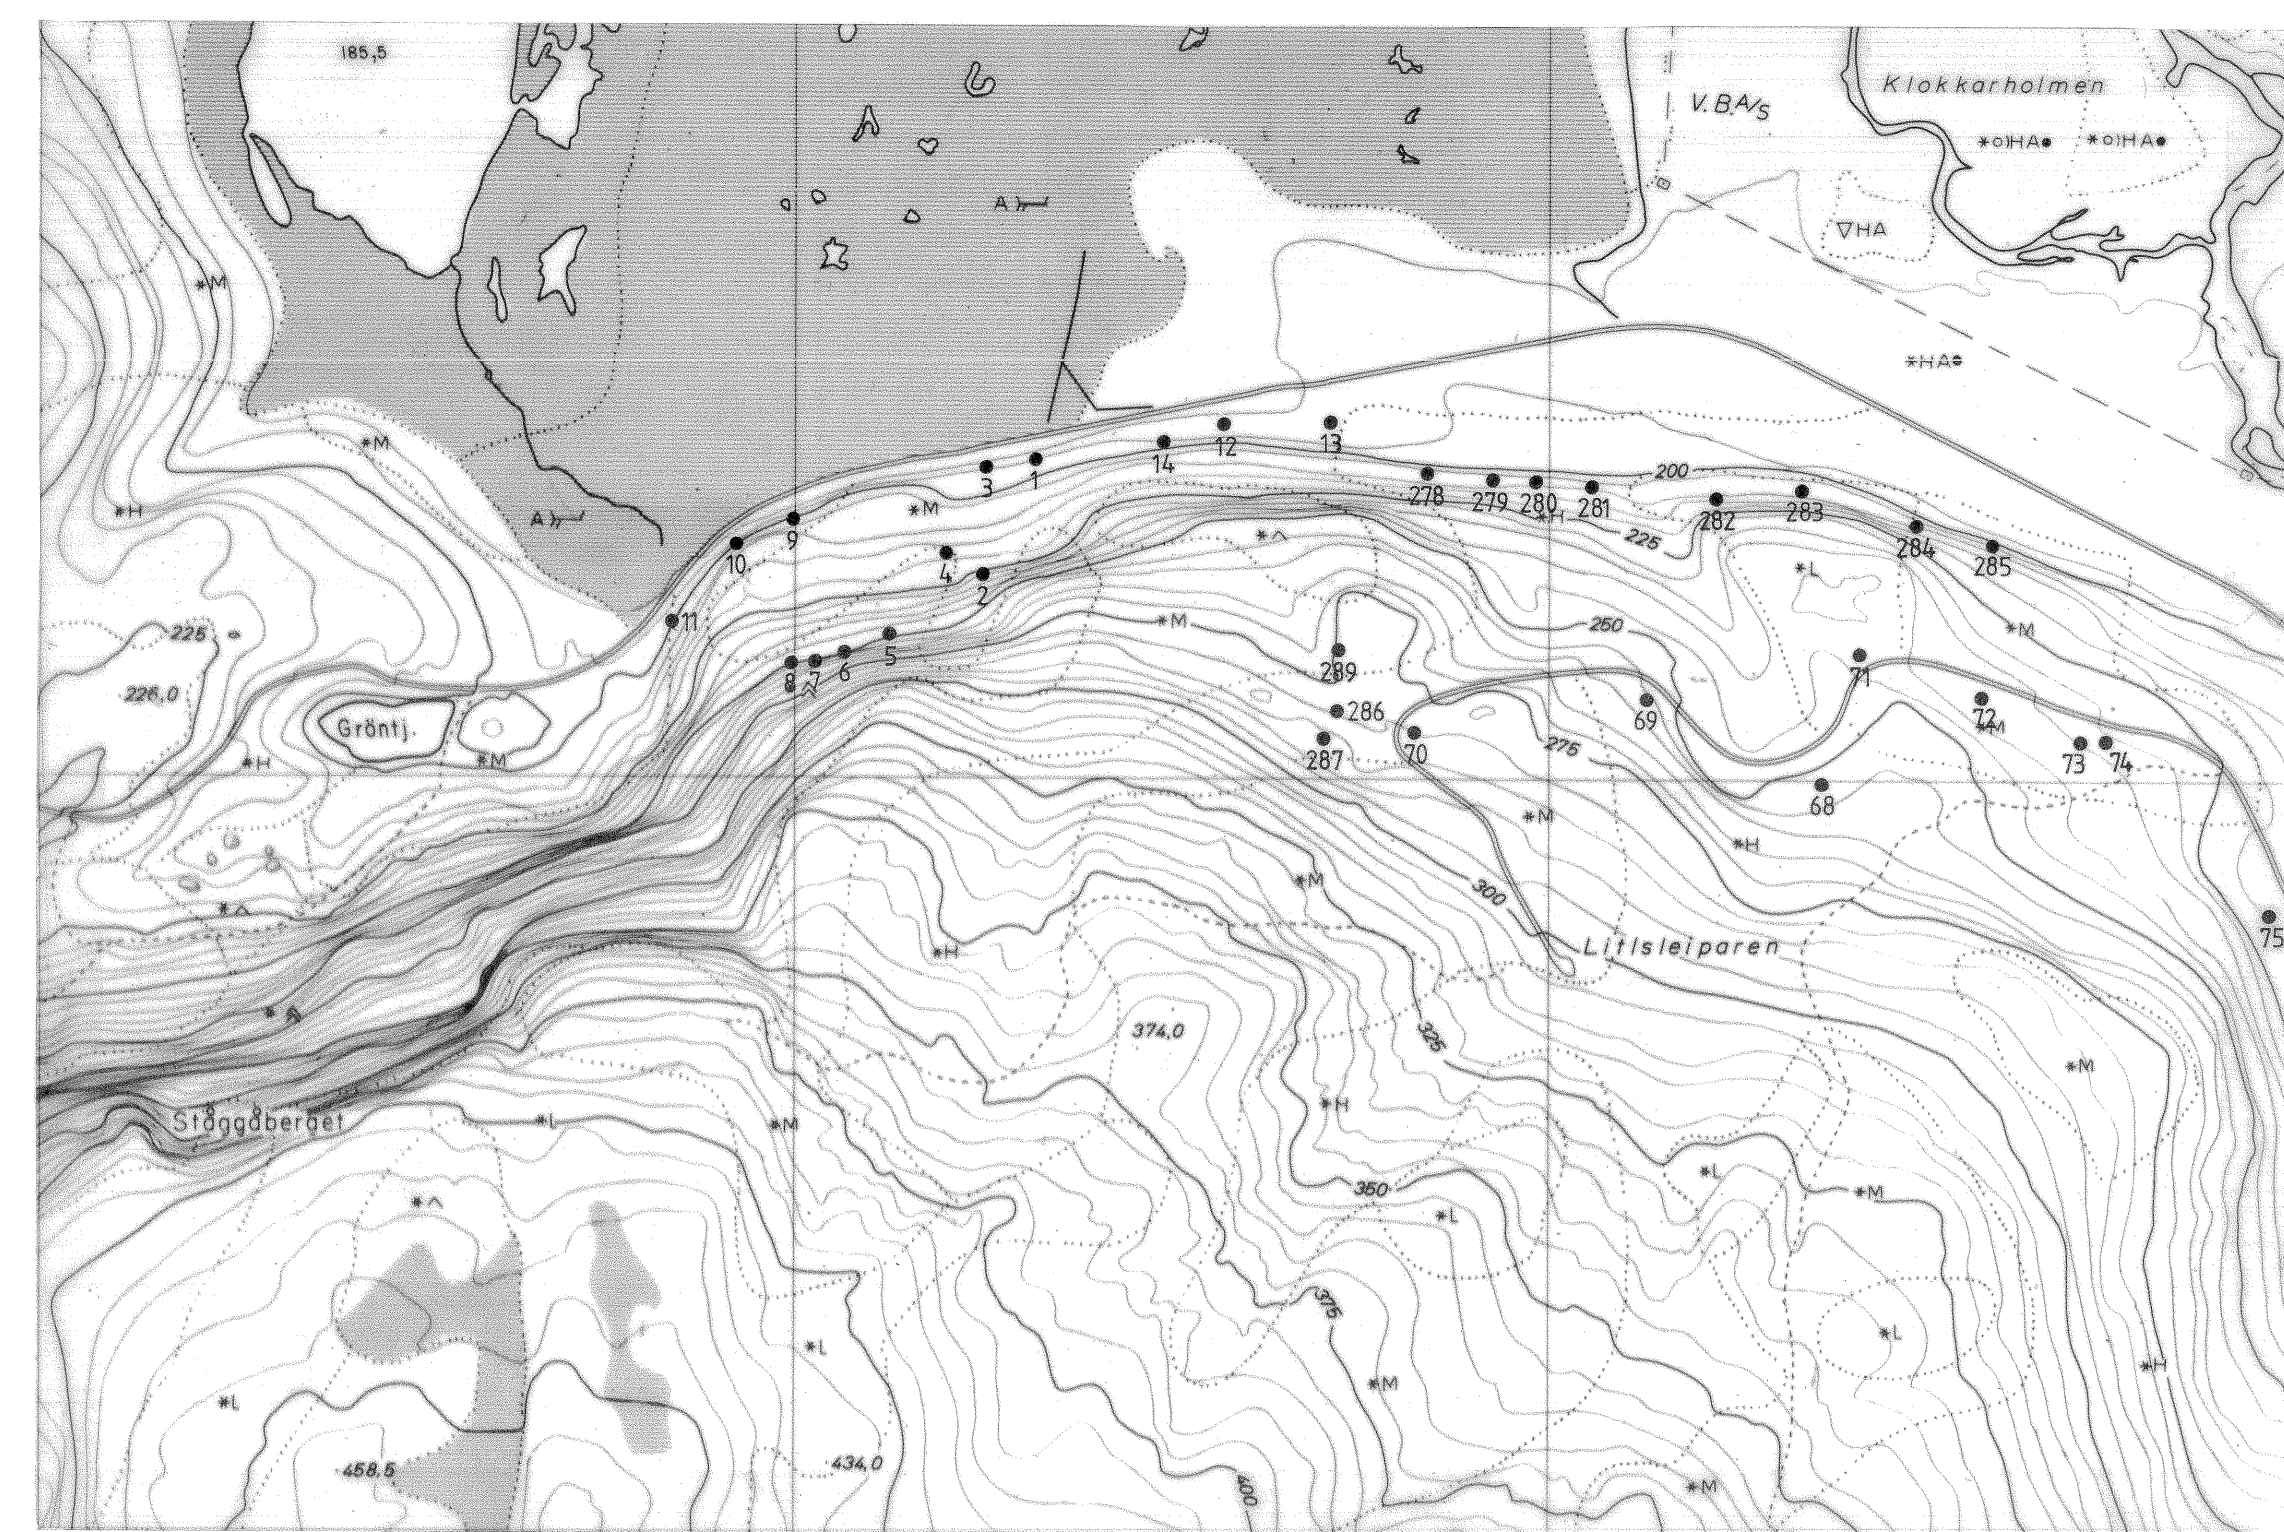 185,5
Klokkarholmen
V.B.A/S
*o)HA●
*o)HA●
A
▽HA
*M
*HA●
*M
12
13
14
3
1
200
278
279
280
281
282
283
*H
*M
A
*H
9
225
284
285
10
4
2
*L
11
*M
250
*M
225
5
6
7
8
289
71
226,0
286
69
72
*M
Gröntj.
70
287
275
73
74
*H
*M
68
*M
*H
*M
300
75
*H
Litlsleiparen
374,0
325
*M
*H
Stäggåberget
*L
*M
*L
350
*M
*L
375
*L
*L
*H
*L
*M
458,5
434,0
400
*M